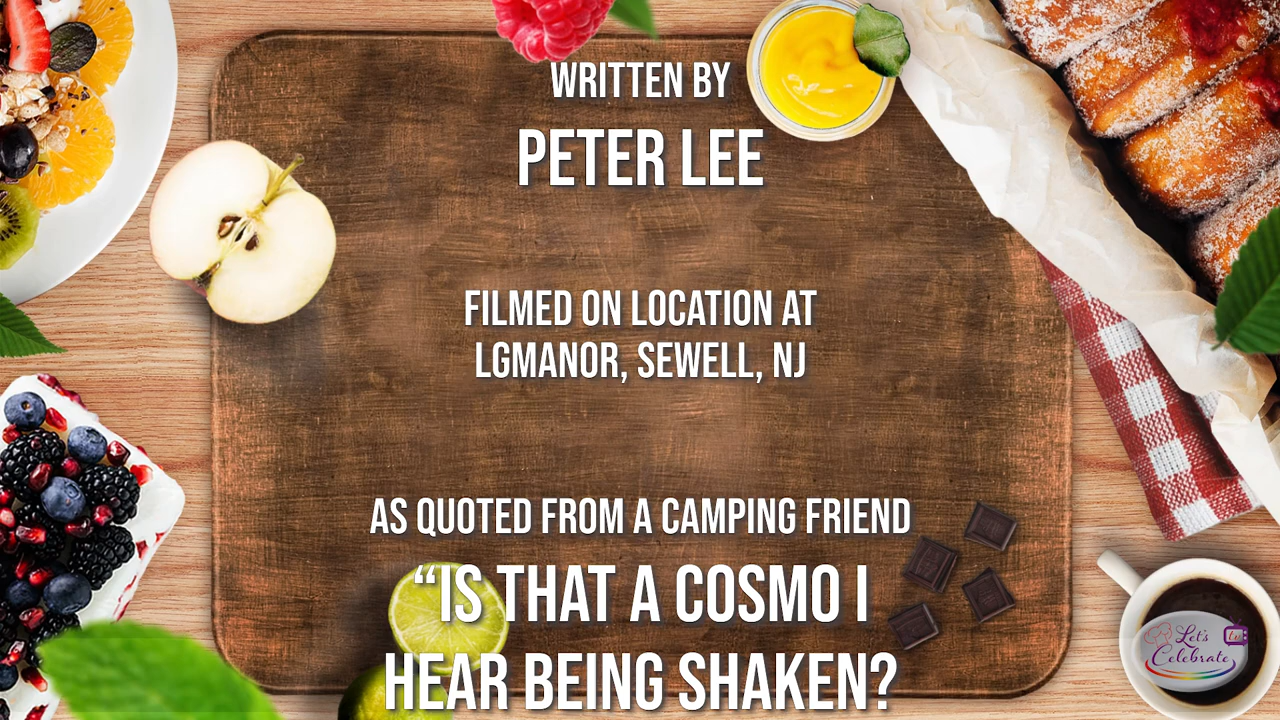 WRITTEN BY
PETER LEE
FILMED ON LOCATION AT
LGMANOR, SEWELL, NJ
AS QUOTED FROM A CAMPING FRIEND
“IS THAT A COSMO I
HEAR BEING SHAKEN?
Let's
Celebrate